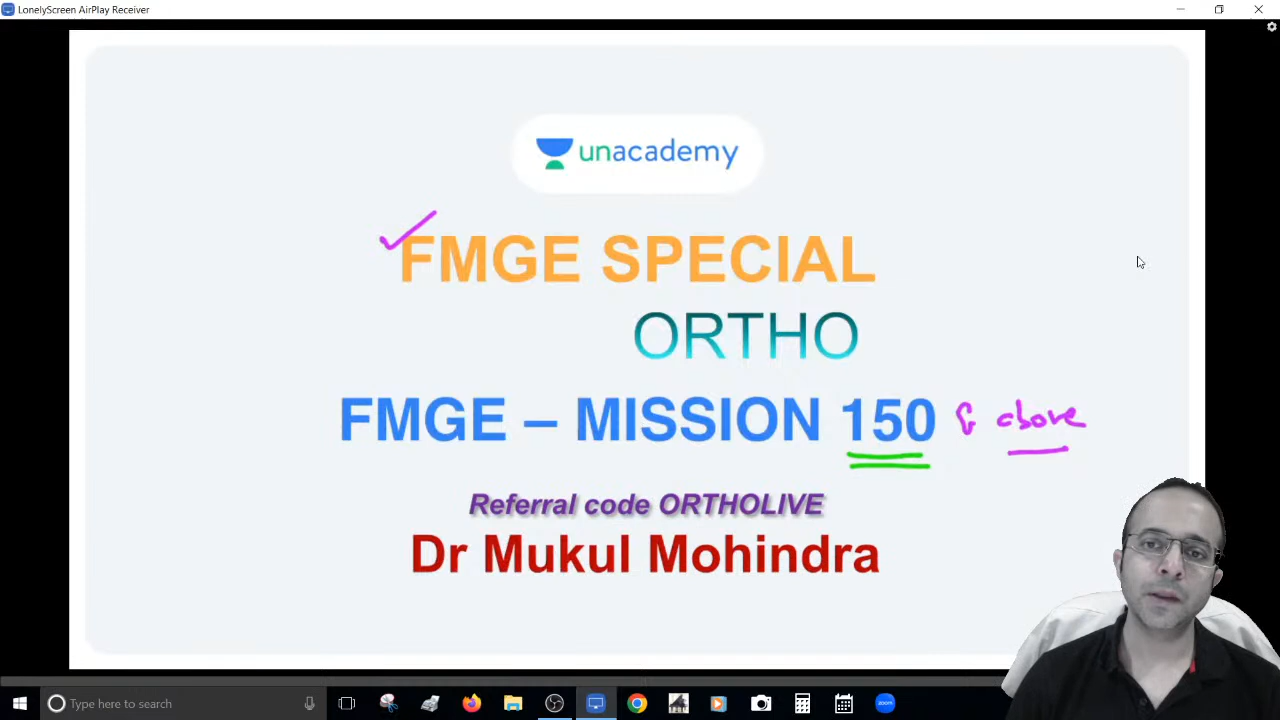 LonelyScreen AirPlay Receiver
unacademy
FMGE SPECIAL
ORTHO
FMGE – MISSION 150 & above
Referral code ORTHOLIVE
Dr Mukul Mohindra
Type here to search
zoom